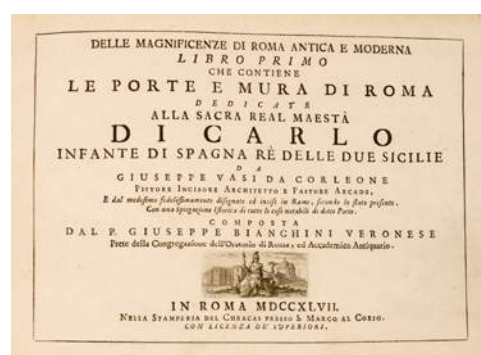 DELLE MAGNIFICENZE DI ROMA ANTICA E MODERNA
LIBRO PRIMO
CHE CONTIENE
LE PORTE E MURA DI ROMA
DEDICATE
ALLA SACRA REAL MAESTÀ
DI CARLO
INFANTE DI SPAGNA RÈ DELLE DUE SICILIE
DA
GIUSEPPE VASI DA CORLEONE
PITTORE INCISORE ARCHITETTO E PASTORE ARCADE,
E dal medesimo fedelissimamente disegnate ed incise in Rame, secondo lo stato presente.
Con una Spiegazione Istorica di tutte le cose notabili di dette Porte.
COMPOSTA
DAL P. GIUSEPPE BIANCHINI VERONESE
Prete della Congregazione dell'Oratorio di Roma, ed Accademico Antiquario.
IN ROMA MDCCXLVII.
NELLA STAMPERIA DEL CHRACAS PRESSO S. MARCO AL CORSO.
CON LICENZA DE' SUPERIORI.